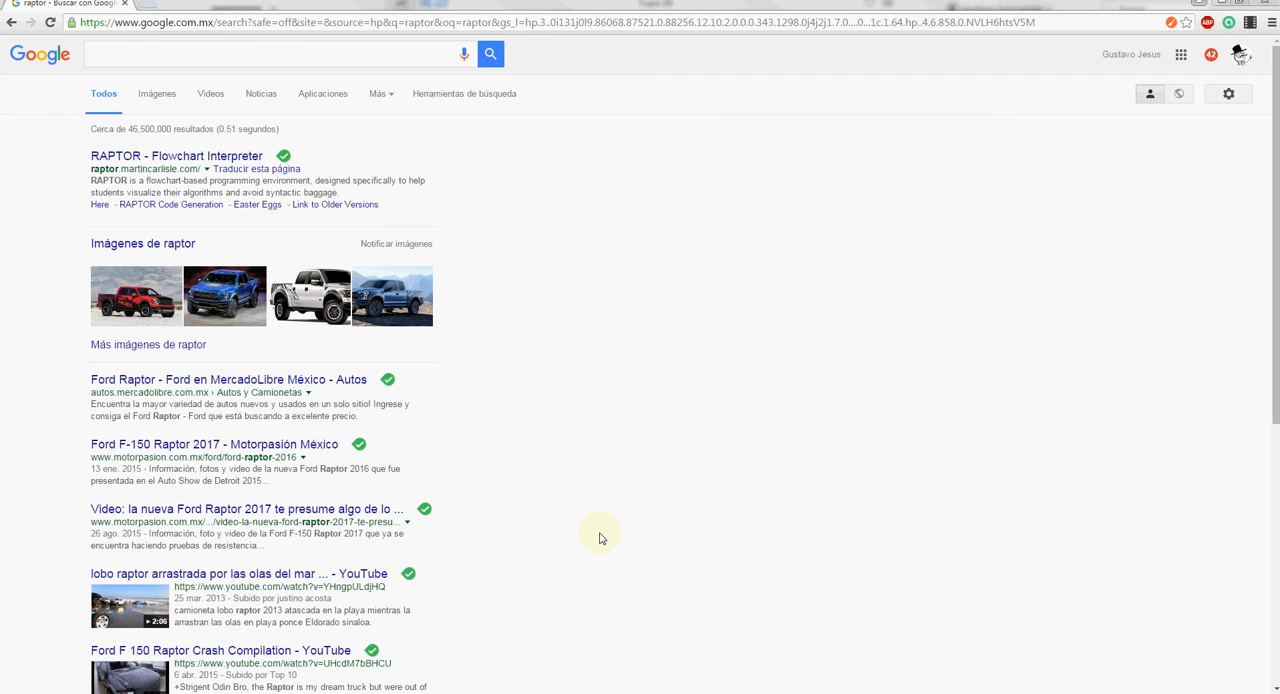 raptor - Buscar con Googl
https://www.google.com.mx/search?safe=off&site=&source=hp&q=raptor&oq=raptor&gs_l=hp.3..0i131j0l9.86068.87521.0.88256.12.10.2.0.0.0.343.1298.0j4j2j1.7.0....0...1c.1.64.hp..4.6.858.0.NVLH6htsV5M
ABP
Google
Gustavo Jesus
42
Todos Imágenes Videos Noticias Aplicaciones Más Herramientas de búsqueda
Cerca de 46,500,000 resultados (0.51 segundos)
RAPTOR - Flowchart Interpreter
raptor.martincarlisle.com/ Traducir esta página
RAPTOR is a flowchart-based programming environment, designed specifically to help
students visualize their algorithms and avoid syntactic baggage.
Here - RAPTOR Code Generation - Easter Eggs - Link to Older Versions
Imágenes de raptor Notificar imágenes
Más imágenes de raptor
Ford Raptor - Ford en MercadoLibre México - Autos
autos.mercadolibre.com.mx › Autos y Camionetas
Encuentra la mayor variedad de autos nuevos y usados en un solo sitio! Ingrese y
consiga el Ford Raptor - Ford que está buscando a excelente precio.
Ford F-150 Raptor 2017 - Motorpasión México
www.motorpasion.com.mx/ford/ford-raptor-2016
13 ene. 2015 - Información, fotos y video de la nueva Ford Raptor 2016 que fue
presentada en el Auto Show de Detroit 2015...
Video: la nueva Ford Raptor 2017 te presume algo de lo ...
www.motorpasion.com.mx/.../video-la-nueva-ford-raptor-2017-te-presu...
26 ago. 2015 - Información, foto y video de la Ford F-150 Raptor 2017 que ya se
encuentra haciendo pruebas de resistencia...
lobo raptor arrastrada por las olas del mar ... - YouTube
https://www.youtube.com/watch?v=YHngpULdjHQ
25 mar. 2013 - Subido por justino acosta
camioneta lobo raptor 2013 atascada en la playa mientras la
arrastran las olas en playa ponce Eldorado sinaloa.
2:06
Ford F 150 Raptor Crash Compilation - YouTube
https://www.youtube.com/watch?v=UHcdM7bBHCU
6 abr. 2015 - Subido por Top 10
+Strigent Odin Bro, the Raptor is my dream truck but were out of